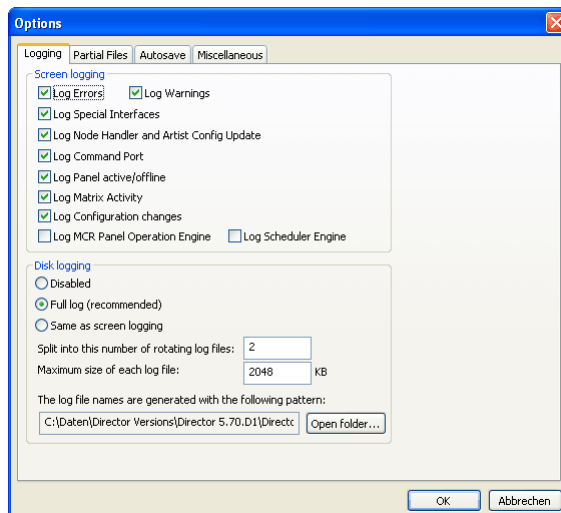 Options
Logging Partial Files Autosave Miscellaneous
Screen logging
Log Errors Log Warnings
Log Special Interfaces
Log Node Handler and Artist Config Update
Log Command Port
Log Panel active/offline
Log Matrix Activity
Log Configuration changes
Log MCR Panel Operation Engine Log Scheduler Engine
Disk logging
Disabled
Full log (recommended)
Same as screen logging
Split into this number of rotating log files: 2
Maximum size of each log file: 2048 KB
The log file names are generated with the following pattern:
C:\Daten\Director Versions\Director 5.70.D1\Directo Open folder...
OK Abbrechen